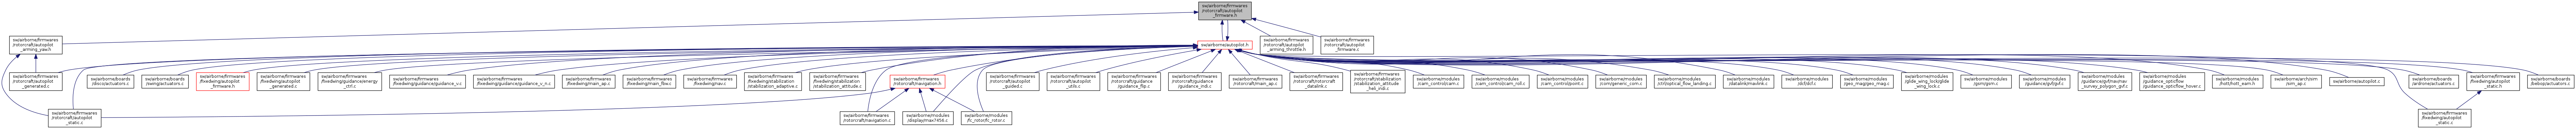 sw/airborne/firmwares
/rotorcraft/autopilot
_firmware.h
sw/airborne/firmwares
/rotorcraft/autopilot
_arming_yaw.h
sw/airborne/autopilot.h
sw/airborne/firmwares
/rotorcraft/autopilot
_arming_throttle.h
sw/airborne/firmwares
/rotorcraft/autopilot
_firmware.c
sw/airborne/firmwares
/rotorcraft/autopilot
_generated.c
sw/airborne/boards
/disco/actuators.c
sw/airborne/boards
/swing/actuators.c
sw/airborne/firmwares
/fixedwing/autopilot
_firmware.h
sw/airborne/firmwares
/fixedwing/autopilot
_generated.c
sw/airborne/firmwares
/fixedwing/guidance/energy
_ctrl.c
sw/airborne/firmwares
/fixedwing/guidance/guidance_v.c
sw/airborne/firmwares
/fixedwing/guidance/guidance_v_n.c
sw/airborne/firmwares
/fixedwing/main_ap.c
sw/airborne/firmwares
/fixedwing/main_fbw.c
sw/airborne/firmwares
/fixedwing/nav.c
sw/airborne/firmwares
/fixedwing/stabilization
/stabilization_adaptive.c
sw/airborne/firmwares
/fixedwing/stabilization
/stabilization_attitude.c
sw/airborne/firmwares
/rotorcraft/navigation.h
sw/airborne/firmwares
/rotorcraft/autopilot
_guided.c
sw/airborne/firmwares
/rotorcraft/autopilot
_utils.c
sw/airborne/firmwares
/rotorcraft/guidance
/guidance_flip.c
sw/airborne/firmwares
/rotorcraft/guidance
/guidance_indi.c
sw/airborne/firmwares
/rotorcraft/main_ap.c
sw/airborne/firmwares
/rotorcraft/rotorcraft
_datalink.c
sw/airborne/firmwares
/rotorcraft/stabilization
/stabilization_attitude
_heli_indi.c
sw/airborne/modules
/cam_control/cam.c
sw/airborne/modules
/cam_control/cam_roll.c
sw/airborne/modules
/cam_control/point.c
sw/airborne/modules
/com/generic_com.c
sw/airborne/modules
/ctrl/optical_flow_landing.c
sw/airborne/modules
/datalink/mavlink.c
sw/airborne/modules
/dcf/dcf.c
sw/airborne/modules
/geo_mag/geo_mag.c
sw/airborne/modules
/glide_wing_lock/glide
_wing_lock.c
sw/airborne/modules
/gsm/gsm.c
sw/airborne/modules
/guidance/gvf/gvf.c
sw/airborne/modules
/guidance/gvf/nav/nav
_survey_polygon_gvf.c
sw/airborne/modules
/guidance_opticflow
/guidance_opticflow_hover.c
sw/airborne/modules
/hott/hott_eam.h
sw/airborne/arch/sim
/sim_ap.c
sw/airborne/autopilot.c
sw/airborne/boards
/ardrone/actuators.c
sw/airborne/firmwares
/fixedwing/autopilot
_static.h
sw/airborne/boards
/bebop/actuators.c
sw/airborne/firmwares
/rotorcraft/autopilot
_static.c
sw/airborne/firmwares
/rotorcraft/navigation.c
sw/airborne/modules
/display/max7456.c
sw/airborne/modules
/fc_rotor/fc_rotor.c
sw/airborne/firmwares
/fixedwing/autopilot
_static.c